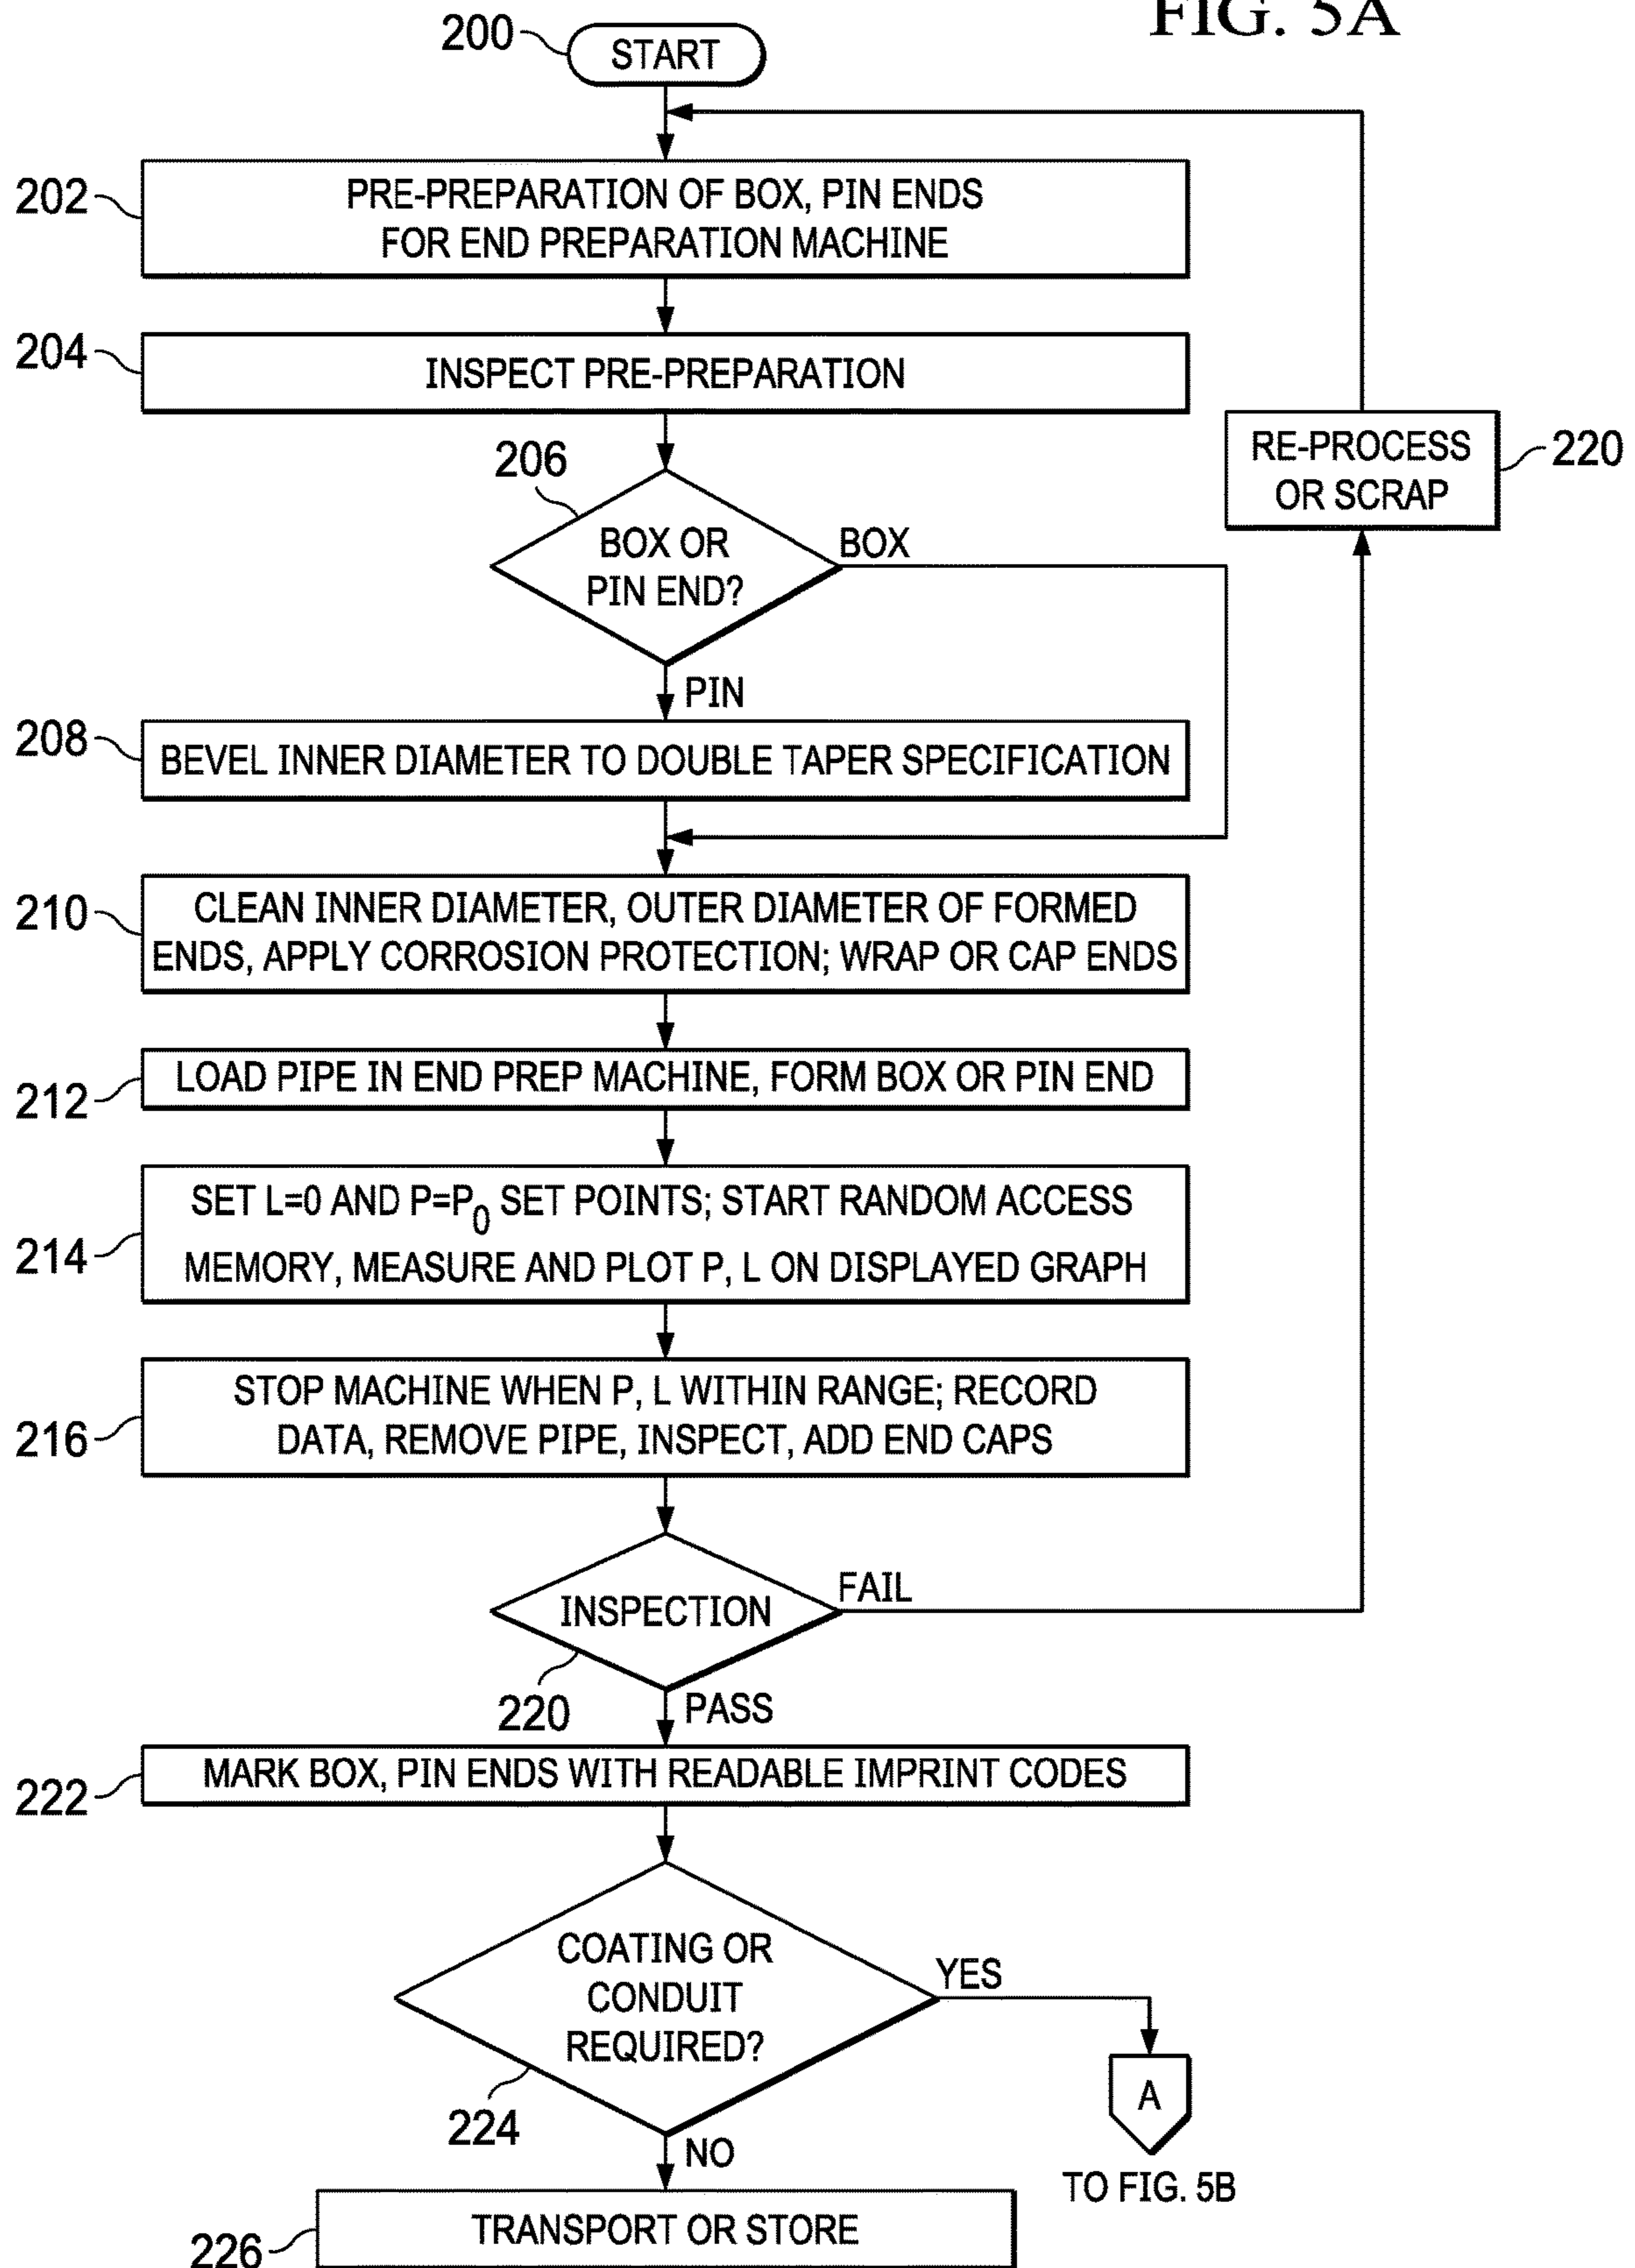 FIG. 5A
200
START
202
PRE-PREPARATION OF BOX, PIN ENDS
FOR END PREPARATION MACHINE
204
INSPECT PRE-PREPARATION
RE-PROCESS
OR SCRAP
220
206
BOX OR
PIN END?
BOX
PIN
208
BEVEL INNER DIAMETER TO DOUBLE TAPER SPECIFICATION
210
CLEAN INNER DIAMETER, OUTER DIAMETER OF FORMED
ENDS, APPLY CORROSION PROTECTION; WRAP OR CAP ENDS
212
LOAD PIPE IN END PREP MACHINE, FORM BOX OR PIN END
214
SET L=0 AND P=P0 SET POINTS; START RANDOM ACCESS
MEMORY, MEASURE AND PLOT P, L ON DISPLAYED GRAPH
216
STOP MACHINE WHEN P, L WITHIN RANGE; RECORD
DATA, REMOVE PIPE, INSPECT, ADD END CAPS
INSPECTION
FAIL
220
PASS
222
MARK BOX, PIN ENDS WITH READABLE IMPRINT CODES
COATING OR
CONDUIT
REQUIRED?
YES
224
NO
A
TO FIG. 5B
226
TRANSPORT OR STORE